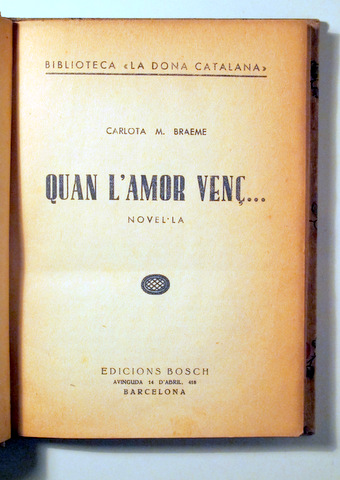 BIBLIOTECA «LA DONA CATALANA»
CARLOTA M. BRAEME
QUAN L'AMOR VENÇ...
NOVEL·LA
EDICIONS BOSCH
AVINGUDA 14 D'ABRIL, 418
BARCELONA